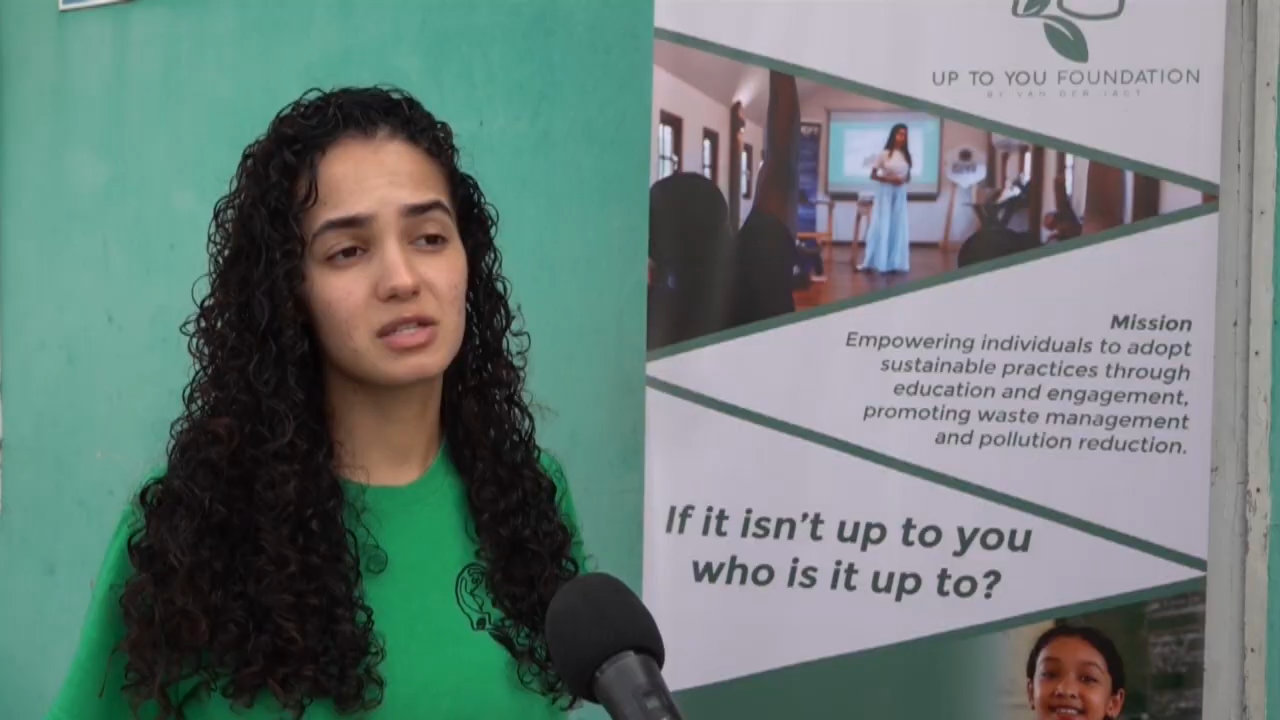 UP TO YOU FOUNDATION
Mission
Empowering individuals to adopt
sustainable practices through
education and engagement,
promoting waste management
and pollution reduction.
If it isn't up to you
who is it up to?